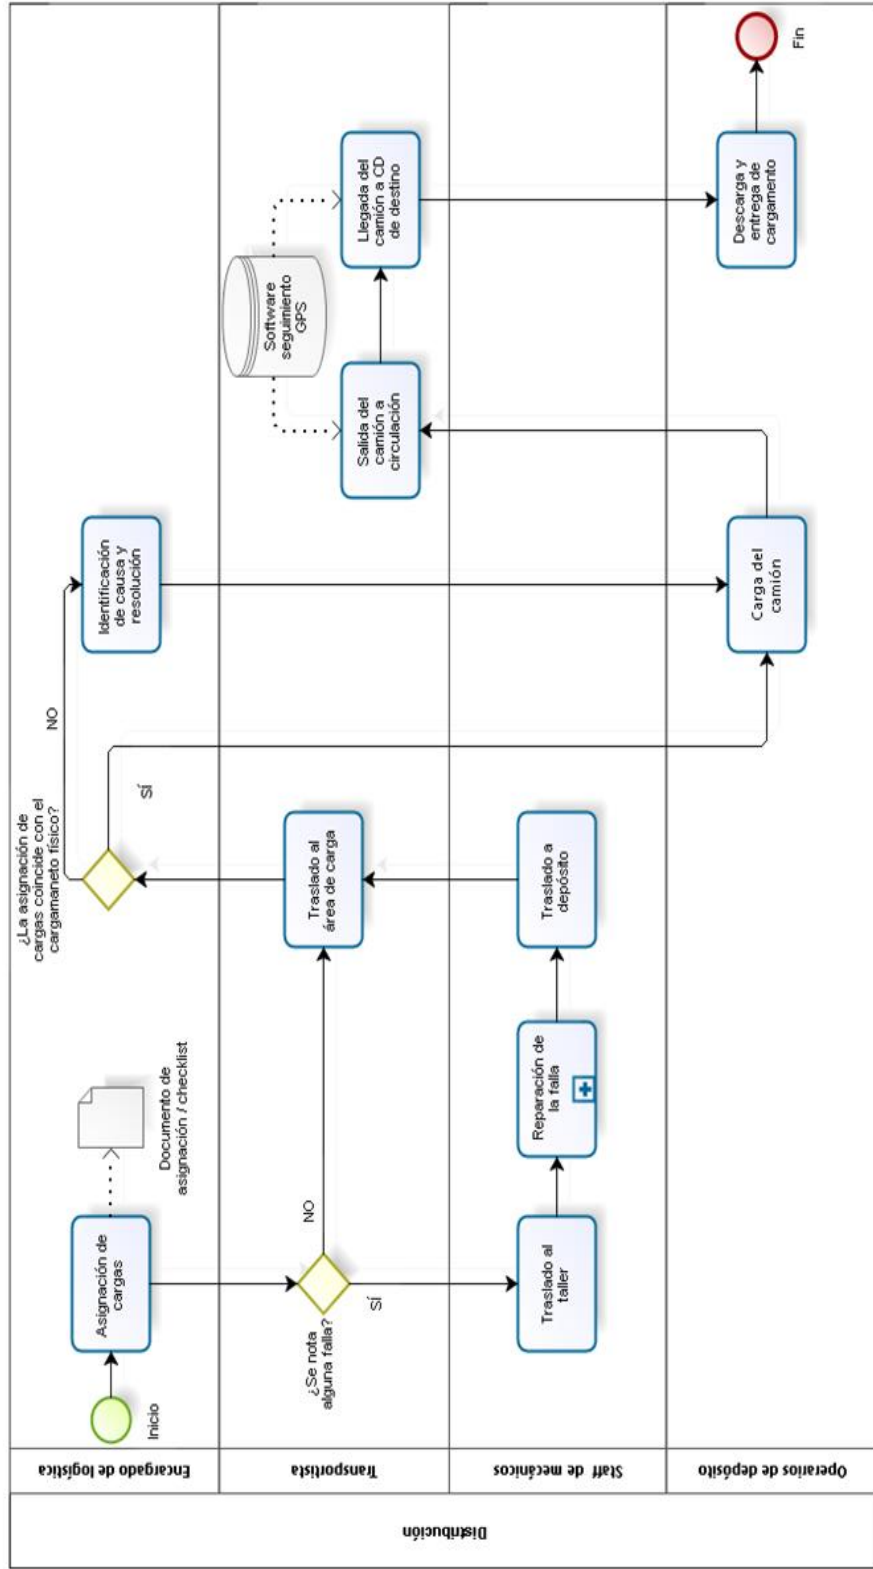 Distribución
Encargado de logística
Inicio
Asignación de
cargas
Documento de
asignación / checklist
¿La asignación de
cargas coincide con el
cargamaneto físico?
NO
SÍ
Identificación
de causa y
resolución
Transportista
¿Se nota
alguna falla?
NO
SÍ
Traslado al
área de carga
Salida del
camión a
circulación
Software
seguimiento
GPS
Llegada del
camión a CD
de destino
Staff de mecánicos
Traslado al
taller
Reparación de
la falla
Traslado a
depósito
Operarios de depósito
Carga del
camión
Descarga y
entrega de
cargamento
Fin